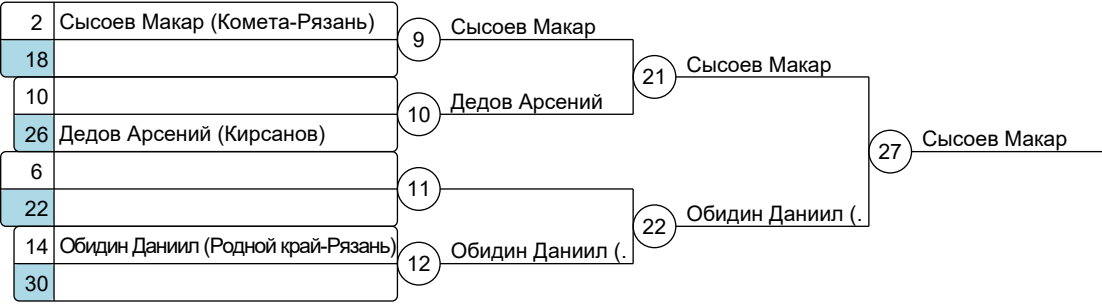 2 Сысоев Макар (Комета-Рязань)
18
10
26 Дедов Арсений (Кирсанов)
6
22
14 Обидин Даниил (Родной край-Рязань)
30
9 Сысоев Макар
10 Дедов Арсений
11
12 Обидин Даниил (.
21 Сысоев Макар
22 Обидин Даниил (.
27 Сысоев Макар